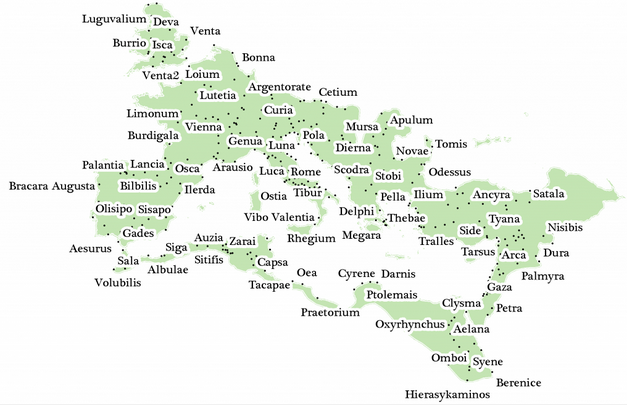 Luguvalium
Deva
Venta
Burrio
Isca
Bonna
Venta2
Loium
Argentorate
Cetium
Lutetia
Curia
Limonum
Apulum
Mursa
Vienna
Burdigala
Pola
Genua
Luna
Dierna
Tomis
Novae
Palantia
Lancia
Osca
Arausio
Luca
Rome
Scodra
Stobi
Odessus
Bracara Augusta
Bilbilis
Ilerda
Tibur
Ostia
Pella
Ilium
Ancyra
Satala
Olisipo
Sisapo
Vibo Valentia
Delphi
Thebae
Tyana
Side
Nisibis
Gades
Auzia
Zarai
Rhegium
Megara
Tralles
Aesurus
Siga
Tarsus
Arca
Dura
Sala
Sitifis
Capsa
Albulae
Oea
Cyrene
Darnis
Palmyra
Volubilis
Tacapae
Gaza
Ptolemais
Clysma
Petra
Praetorium
Oxyrhynchus
Aelana
Omboi
Syene
Berenice
Hierasykaminos